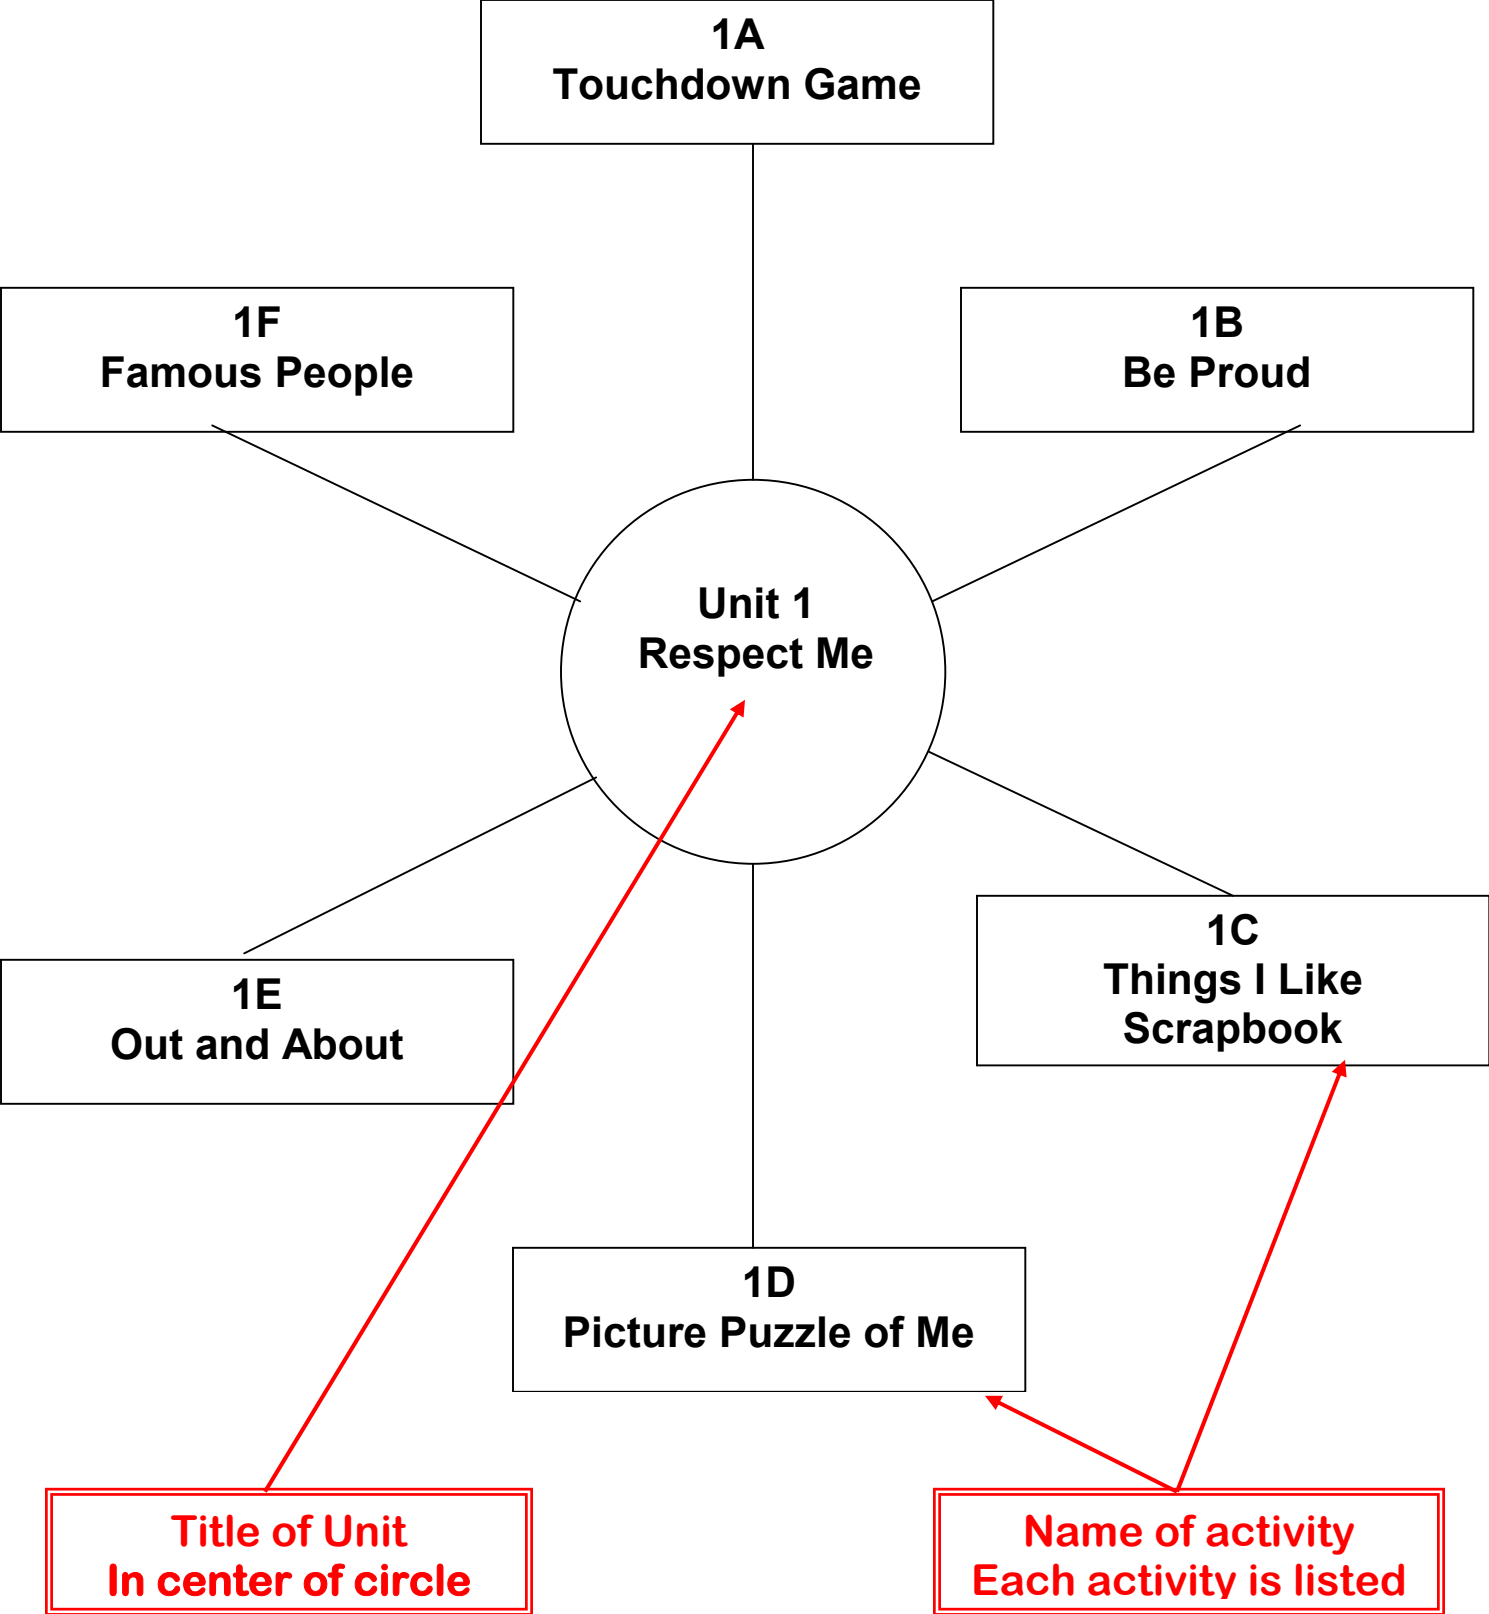 1A
Touchdown Game
1F
Famous People
1B
Be Proud
Unit 1
Respect Me
1C
Things I Like
Scrapbook
1E
Out and About
1D
Picture Puzzle of Me
Title of Unit
In center of circle
Name of activity
Each activity is listed